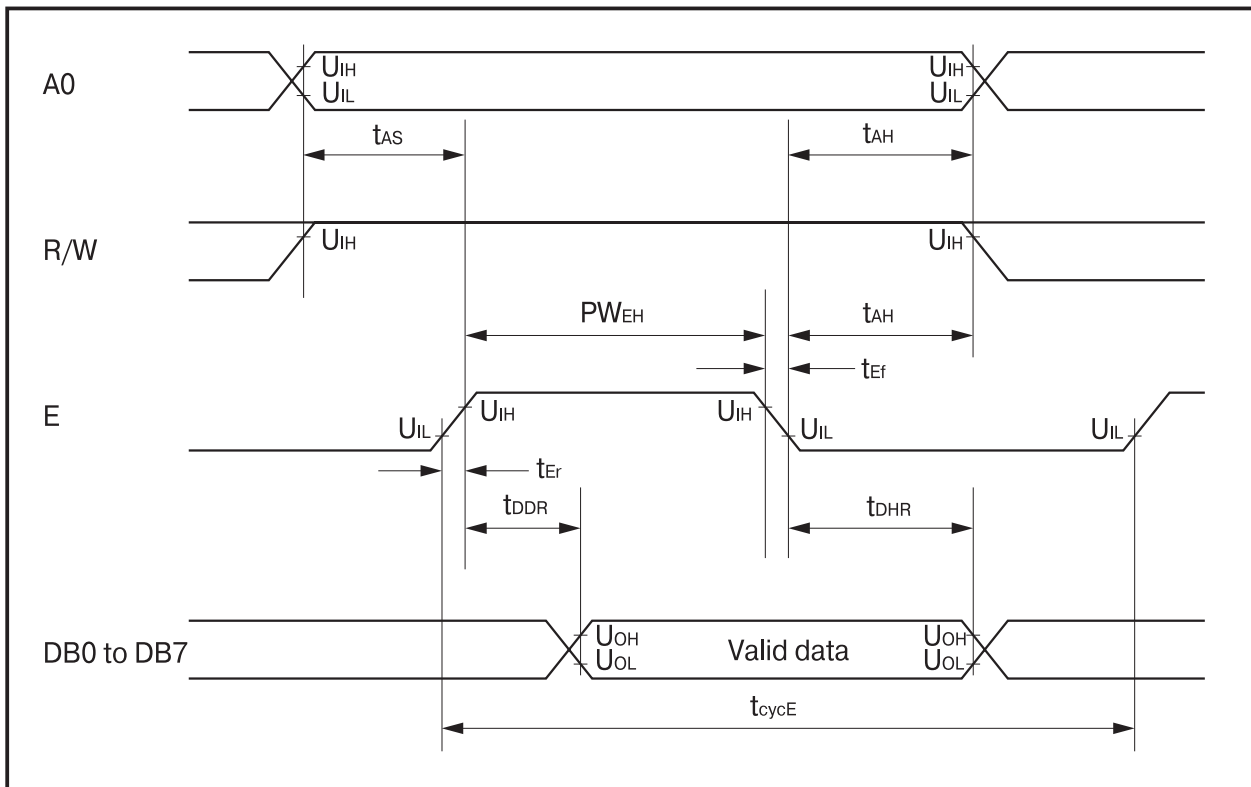 A0
UIH
UIL
UIH
UIL
tAS
tAH
R/W
UIH
UIH
PWEH
tAH
tEf
E
UIL
UIH
UIH
UIL
UIL
tEr
tDDR
tDHR
DB0 to DB7
UOH
UOL
Valid data
UOH
UOL
tcycE